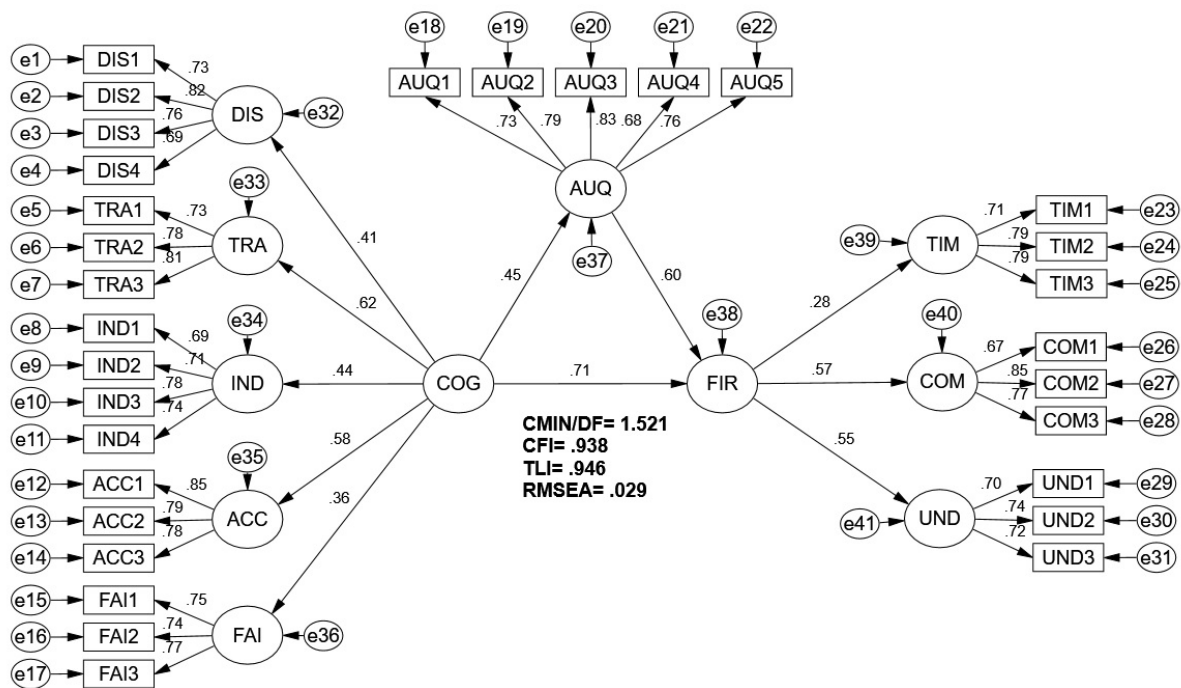 e18
e19
e20
e21
e22
AUQ1
AUQ2
AUQ3
AUQ4
AUQ5
.73
.79
.83
.68
.76
AUQ
e37
e1
DIS1
.73
e2
DIS2
.82
e3
DIS3
.76
e4
DIS4
.69
DIS
e32
e33
e5
TRA1
.73
e6
TRA2
.78
e7
TRA3
.81
TRA
e34
e8
IND1
.69
e9
IND2
.71
e10
IND3
.78
e11
IND4
.74
IND
e35
e12
ACC1
.85
e13
ACC2
.79
e14
ACC3
.78
ACC
e15
FAI1
.75
e16
FAI2
.74
e17
FAI3
.77
FAI
e36
.41
.62
.44
.58
.36
COG
.45
.60
.71
e38
FIR
CMIN/DF= 1.521
CFI= .938
TLI= .946
RMSEA= .029
.28
.57
.55
e39
TIM
.71
TIM1
e23
.79
TIM2
e24
.79
TIM3
e25
e40
COM
.67
COM1
e26
.85
COM2
e27
.77
COM3
e28
e41
UND
.70
UND1
e29
.74
UND2
e30
.72
UND3
e31